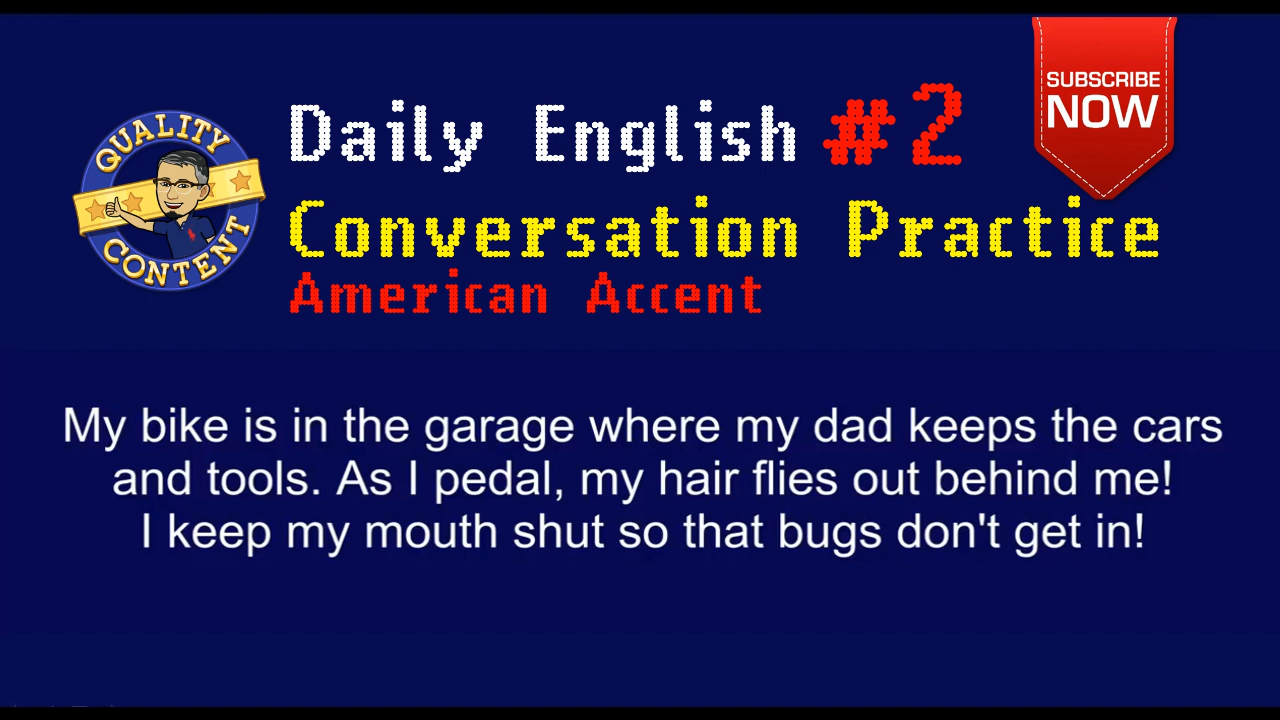 SUBSCRIBE
NOW
QUALITY
CONTENT
Daily English #2
Conversation Practice
American Accent
My bike is in the garage where my dad keeps the cars
and tools. As I pedal, my hair flies out behind me!
I keep my mouth shut so that bugs don't get in!